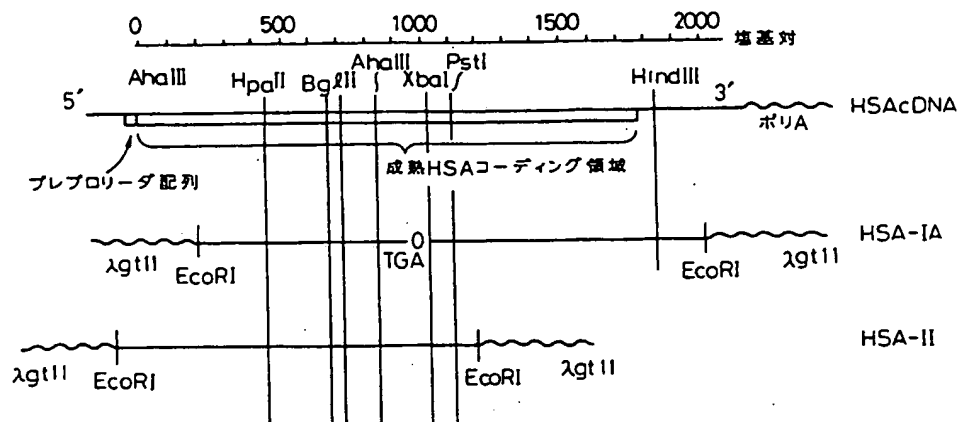 0 500 1000 1500 2000 塩基対
AhaIII HpaII BglII AhaIII XbaI PstI HindIII
5′ 3′ HSAcDNA
ポリA
プレプロリーダ配列 成熟HSAコーディング領域
0 HSA-IA
λgt11 EcoRI TGA EcoRI λgt11
HSA-II
λgt11 EcoRI EcoRI λgt11